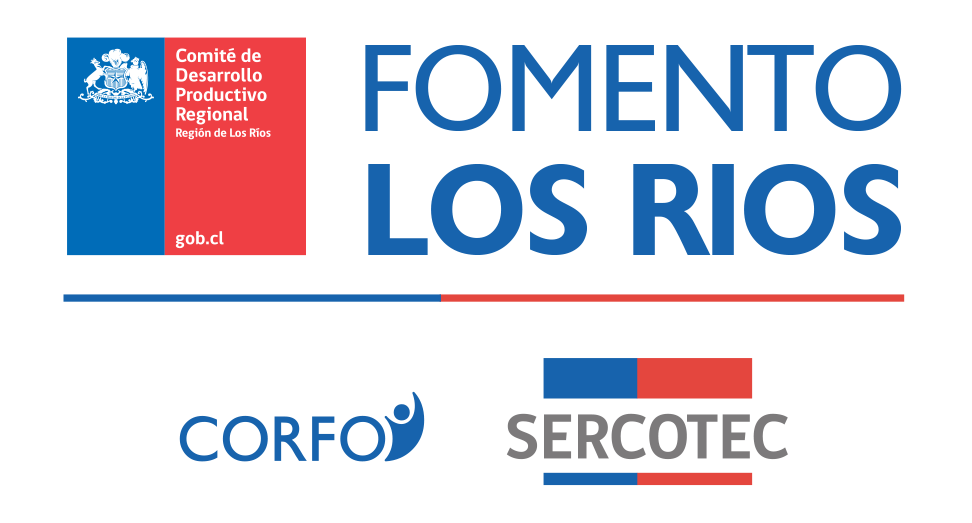 Comité de
Desarrollo
Productivo
Regional
Región de Los Ríos
gob.cl
FOMENTO
LOS RIOS
CORFO
SERCOTEC